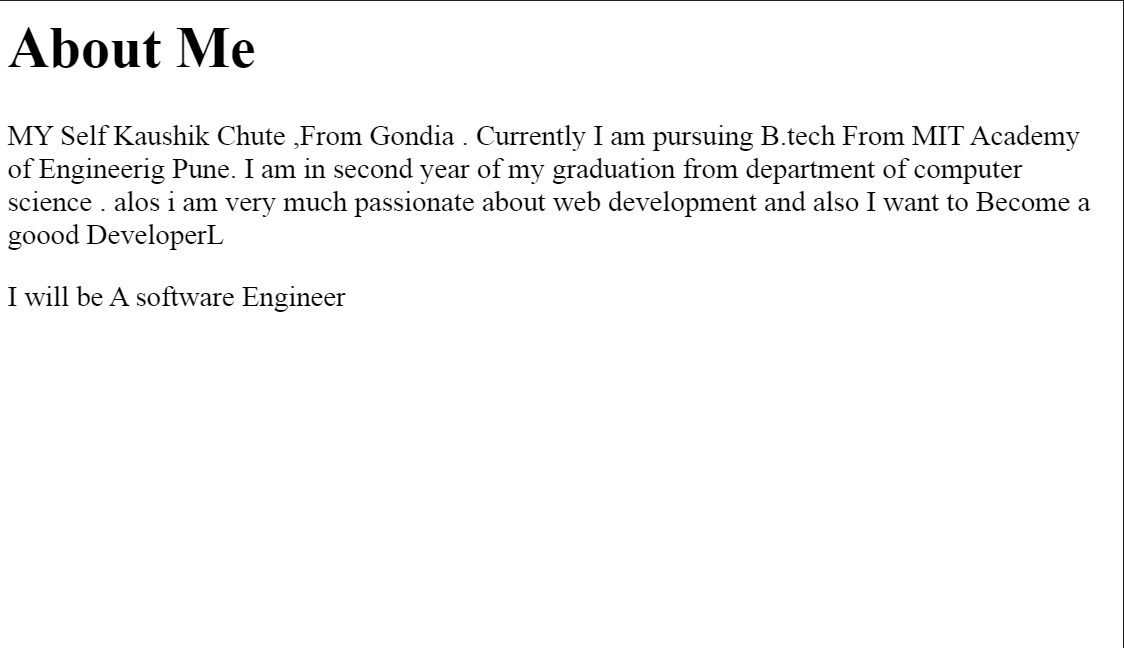 About Me
MY Self Kaushik Chute ,From Gondia . Currently I am pursuing B.tech From MIT Academy
of Engineerig Pune. I am in second year of my graduation from department of computer
science . alos i am very much passionate about web development and also I want to Become a
goood DeveloperL
I will be A software Engineer